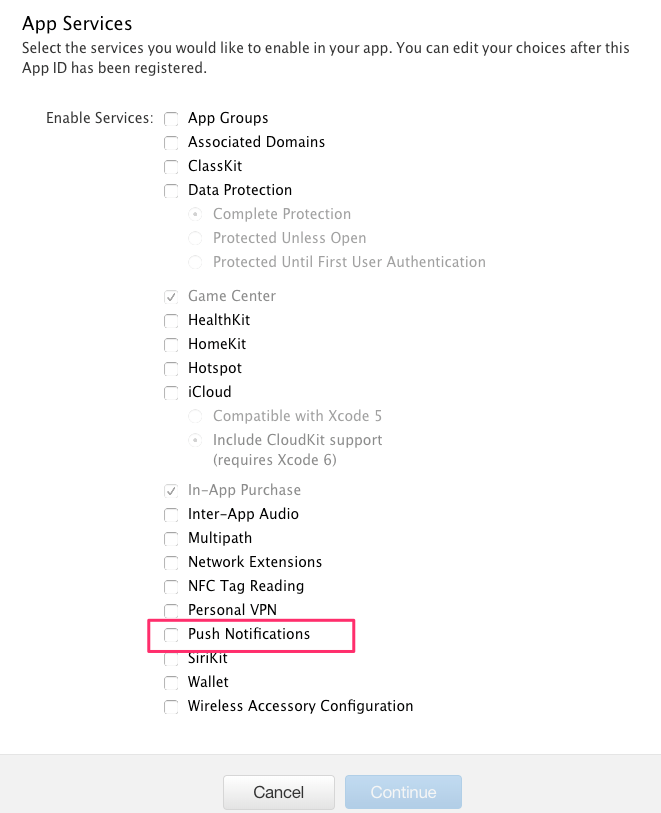 App Services
Select the services you would like to enable in your app. You can edit your choices after this
App ID has been registered.
Enable Services:
App Groups
Associated Domains
ClassKit
Data Protection
Complete Protection
Protected Unless Open
Protected Until First User Authentication
Game Center
HealthKit
HomeKit
Hotspot
iCloud
Compatible with Xcode 5
Include CloudKit support
(requires Xcode 6)
In-App Purchase
Inter-App Audio
Multipath
Network Extensions
NFC Tag Reading
Personal VPN
Push Notifications
SiriKit
Wallet
Wireless Accessory Configuration
Cancel
Continue